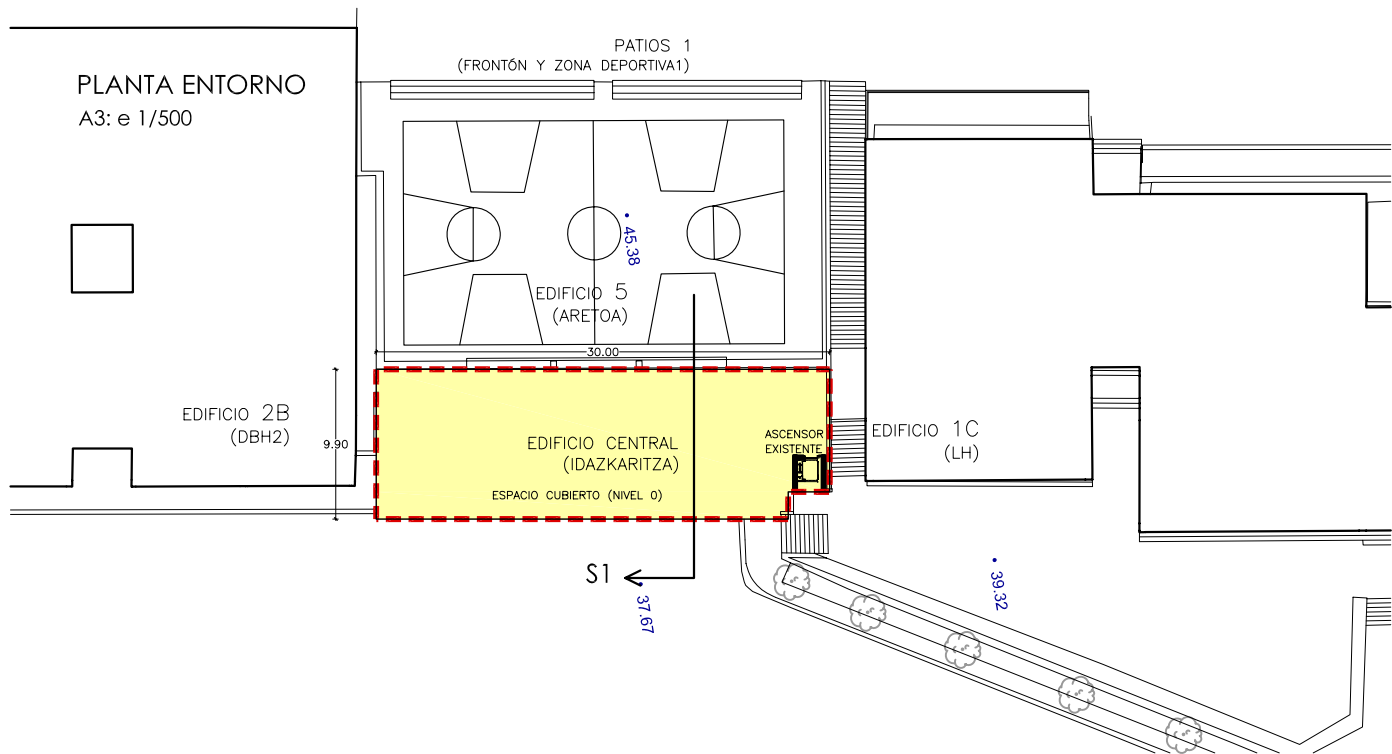 PATIOS 1
(FRONTÓN Y ZONA DEPORTIVA1)
PLANTA ENTORNO
A3: e 1/500
45.38
EDIFICIO 5
(ARETOA)
30.00
EDIFICIO 2B
(DBH2)
9.90
EDIFICIO CENTRAL
(IDAZKARITZA)
ASCENSOR
EXISTENTE
EDIFICIO 1C
(LH)
ESPACIO CUBIERTO (NIVEL 0)
S1
37.67
39.32